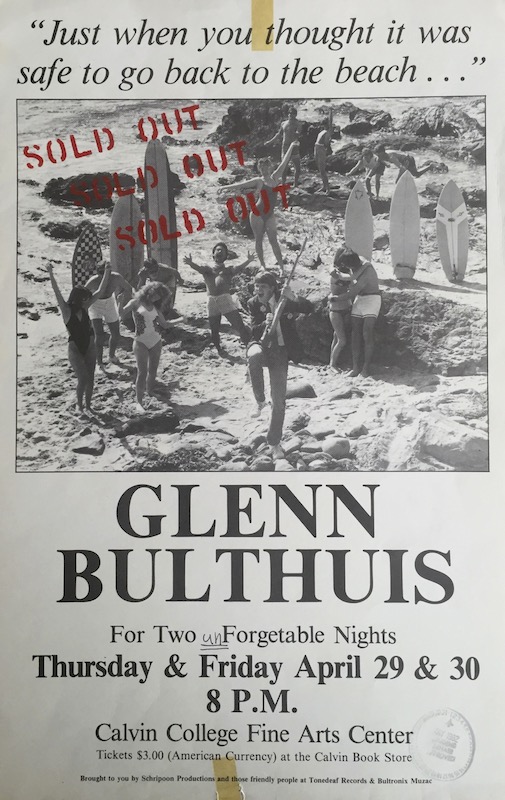 “Just when you thought it was
safe to go back to the beach . . .”
SOLD OUT
SOLD OUT
SOLD OUT
GLENN
BULTHUIS
For Two unForgetable Nights
Thursday & Friday April 29 & 30
8 P.M.
Calvin College Fine Arts Center
Tickets $3.00 (American Currency) at the Calvin Book Store
Brought to you by Schripoon Productions and those friendly people at Tonedeaf Records & Bultronix Muzac